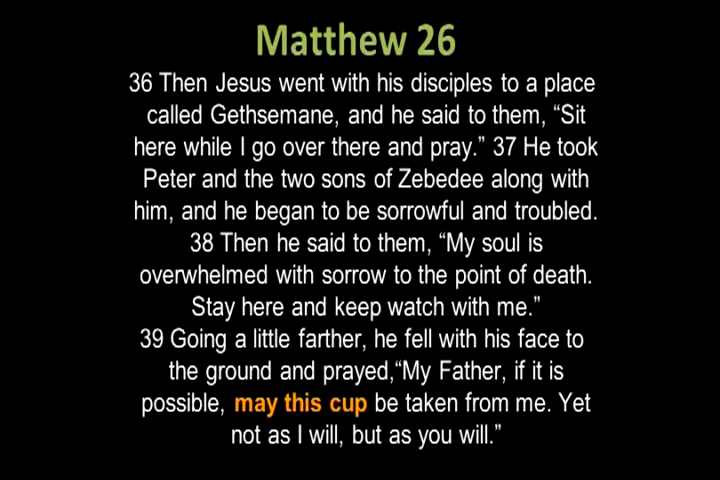 Matthew 26
36 Then Jesus went with his disciples to a place
called Gethsemane, and he said to them, “Sit
here while I go over there and pray.” 37 He took
Peter and the two sons of Zebedee along with
him, and he began to be sorrowful and troubled.
38 Then he said to them, “My soul is
overwhelmed with sorrow to the point of death.
Stay here and keep watch with me.”
39 Going a little farther, he fell with his face to
the ground and prayed,“My Father, if it is
possible, may this cup be taken from me. Yet
not as I will, but as you will.”